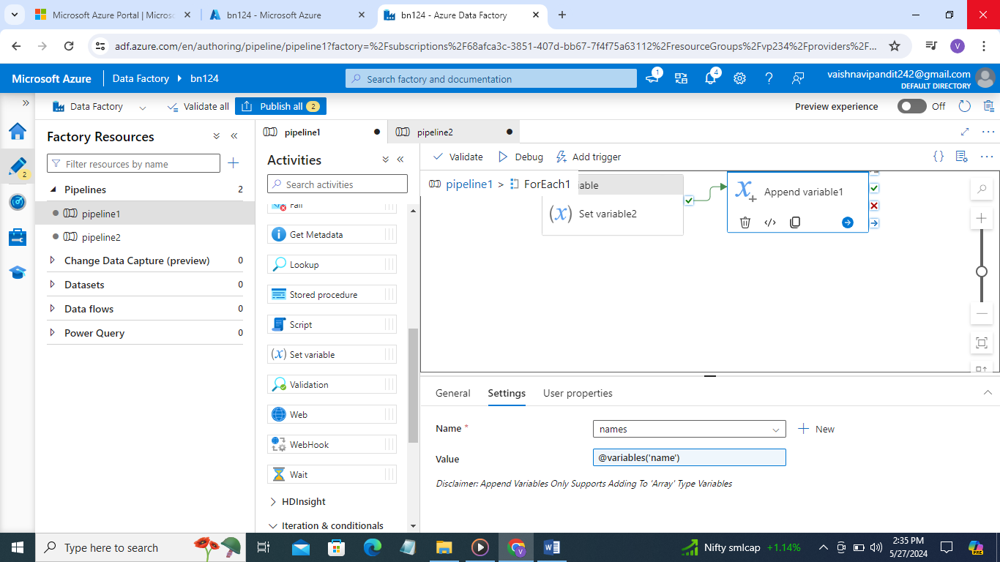 Microsoft Azure Portal | Micros
bn124 - Microsoft Azure
bn124 - Azure Data Factory
adf.azure.com/en/authoring/pipeline/pipeline1?factory=%2Fsubscriptions%2F68afca3c-3851-407d-bb67-7f4f75a63112%2FresourceGroups%2Fvp234%2Fproviders%2F...
V
Microsoft Azure
Data Factory
bn124
Search factory and documentation
1
4
vaishnavipandit242@gmail.com
DEFAULT DIRECTORY
Data Factory
Validate all
Publish all 2
Preview experience
Off
Factory Resources
pipeline1
pipeline2
Activities
Validate
Debug
Add trigger
Filter resources by name
2
Search activities
pipeline1 > ForEach1
able
Append variable1
Pipelines 2
pipeline1
pipeline2
Change Data Capture (preview) 0
Datasets 0
Data flows 0
Power Query 0
Fail
Get Metadata
Lookup
Stored procedure
Script
Set variable
Validation
Web
WebHook
Wait
HDInsight
Iteration & conditionals
(x) Set variable2
General
Settings
User properties
Name *
names
New
Value
@variables('name')
Disclaimer: Append Variables Only Supports Adding To 'Array' Type Variables
Type here to search
Nifty smlcap +1.14%
2:35 PM
5/27/2024
PRE